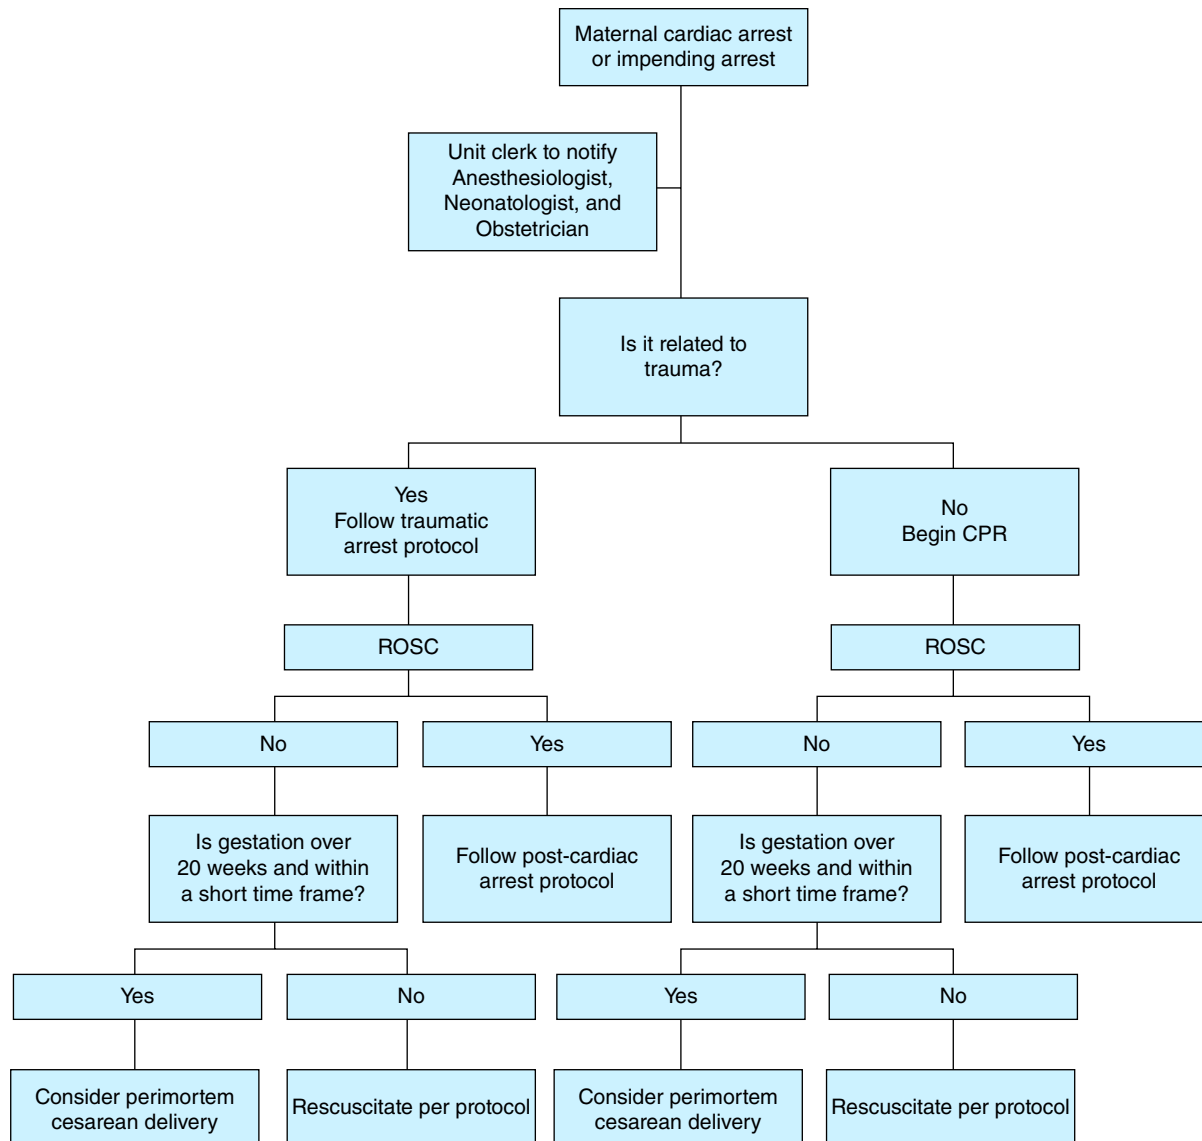 Maternal cardiac arrest
or impending arrest
Unit clerk to notify
Anesthesiologist,
Neonatologist, and
Obstetrician
Is it related to
trauma?
Yes
Follow traumatic
arrest protocol
No
Begin CPR
ROSC
ROSC
No
Yes
No
Yes
Is gestation over
20 weeks and within
a short time frame?
Follow post-cardiac
arrest protocol
Is gestation over
20 weeks and within
a short time frame?
Follow post-cardiac
arrest protocol
Yes
No
Yes
No
Consider perimortem
cesarean delivery
Rescuscitate per protocol
Consider perimortem
cesarean delivery
Rescuscitate per protocol